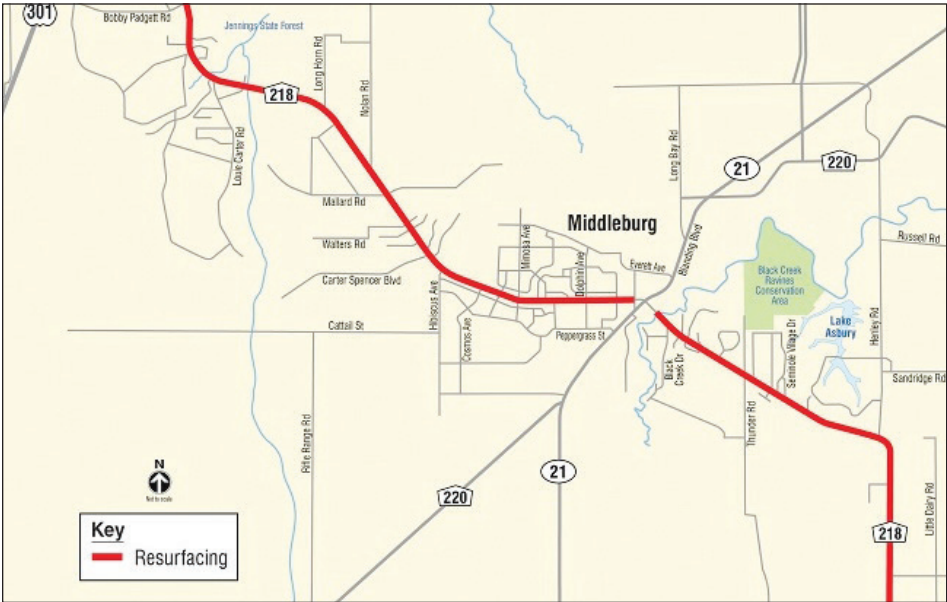 301
Bobby Padgett Rd
Jennings State Forest
Long Horn Rd
Nolan Rd
218
Louie Carter Rd
Long Bay Rd
21
220
Mallard Rd
Walters Rd
Carter Spencer Blvd
Middleburg
Mimosa Ave
Dolphin Ave
Everett Ave
Blanding Blvd
Russell Rd
Black Creek
Ravines
Conservation
Area
Hibiscus Ave
Cosmos Ave
Cattail St
Peppergrass St
Black
Creek Dr
Seminole Village Dr
Lake
Asbury
Henley Rd
Sandridge Rd
Thunder Rd
Rifle Range Rd
21
220
218
Little Dairy Rd
N
Not to scale
Key
Resurfacing